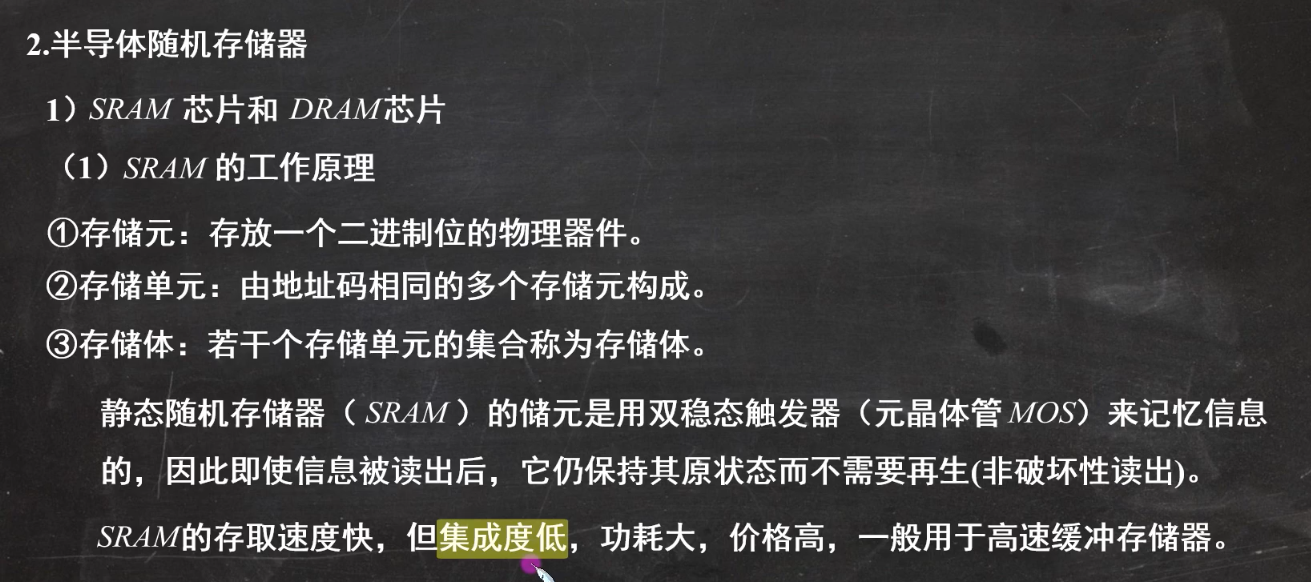 2.半导体随机存储器
1）SRAM 芯片和 DRAM芯片
（1）SRAM 的工作原理
①存储元：存放一个二进制位的物理器件。
②存储单元：由地址码相同的多个存储元构成。
③存储体：若干个存储单元的集合称为存储体。
静态随机存储器（ SRAM ）的储元是用双稳态触发器（元晶体管 MOS）来记忆信息
的，因此即使信息被读出后，它仍保持其原状态而不需要再生(非破坏性读出)。
SRAM的存取速度快，但集成度低，功耗大，价格高，一般用于高速缓冲存储器。